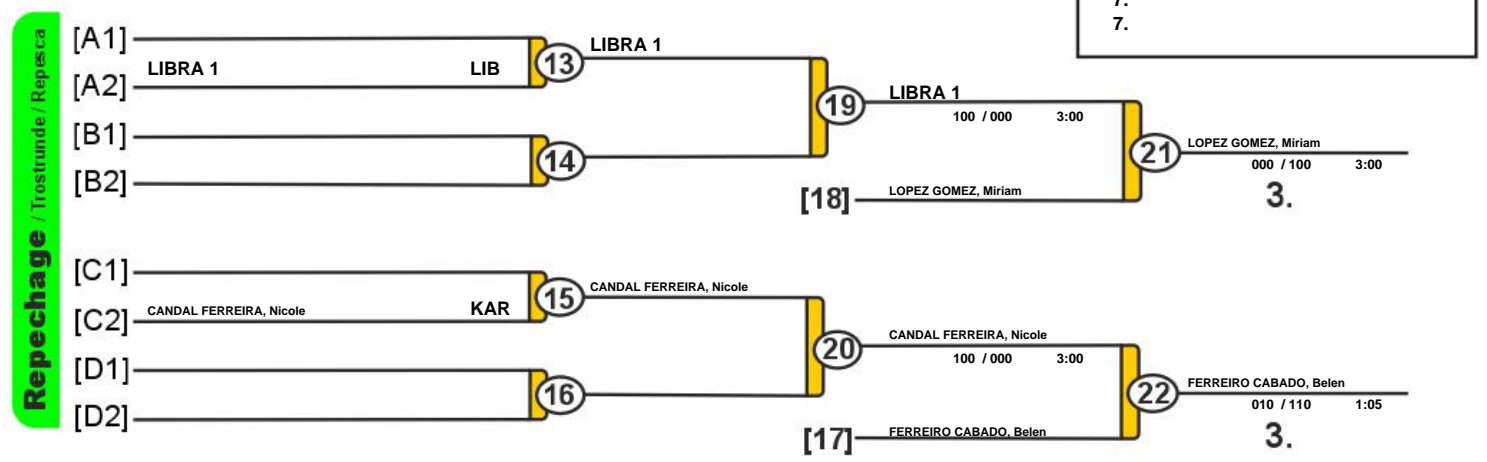 7.
7.
Repechage / Trostrunde / Repesca
[A1]
LIBRA 1 LIB
[A2]
13
LIBRA 1
[B1]
[B2]
14
19
LIBRA 1
100 / 000 3:00
[18]
LOPEZ GOMEZ, Miriam
21
LOPEZ GOMEZ, Miriam
000 / 100 3:00
3.
[C1]
[C2]
CANDAL FERREIRA, Nicole KAR
15
CANDAL FERREIRA, Nicole
[D1]
[D2]
16
20
CANDAL FERREIRA, Nicole
100 / 000 3:00
[17]
FERREIRO CABADO, Belen
22
FERREIRO CABADO, Belen
010 / 110 1:05
3.